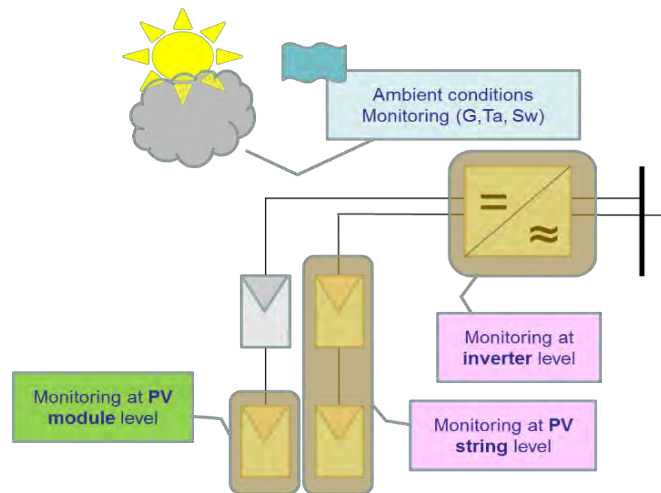 Ambient conditions
Monitoring (G,Ta, Sw)
Monitoring at
inverter level
Monitoring at PV
module level
Monitoring at PV
string level